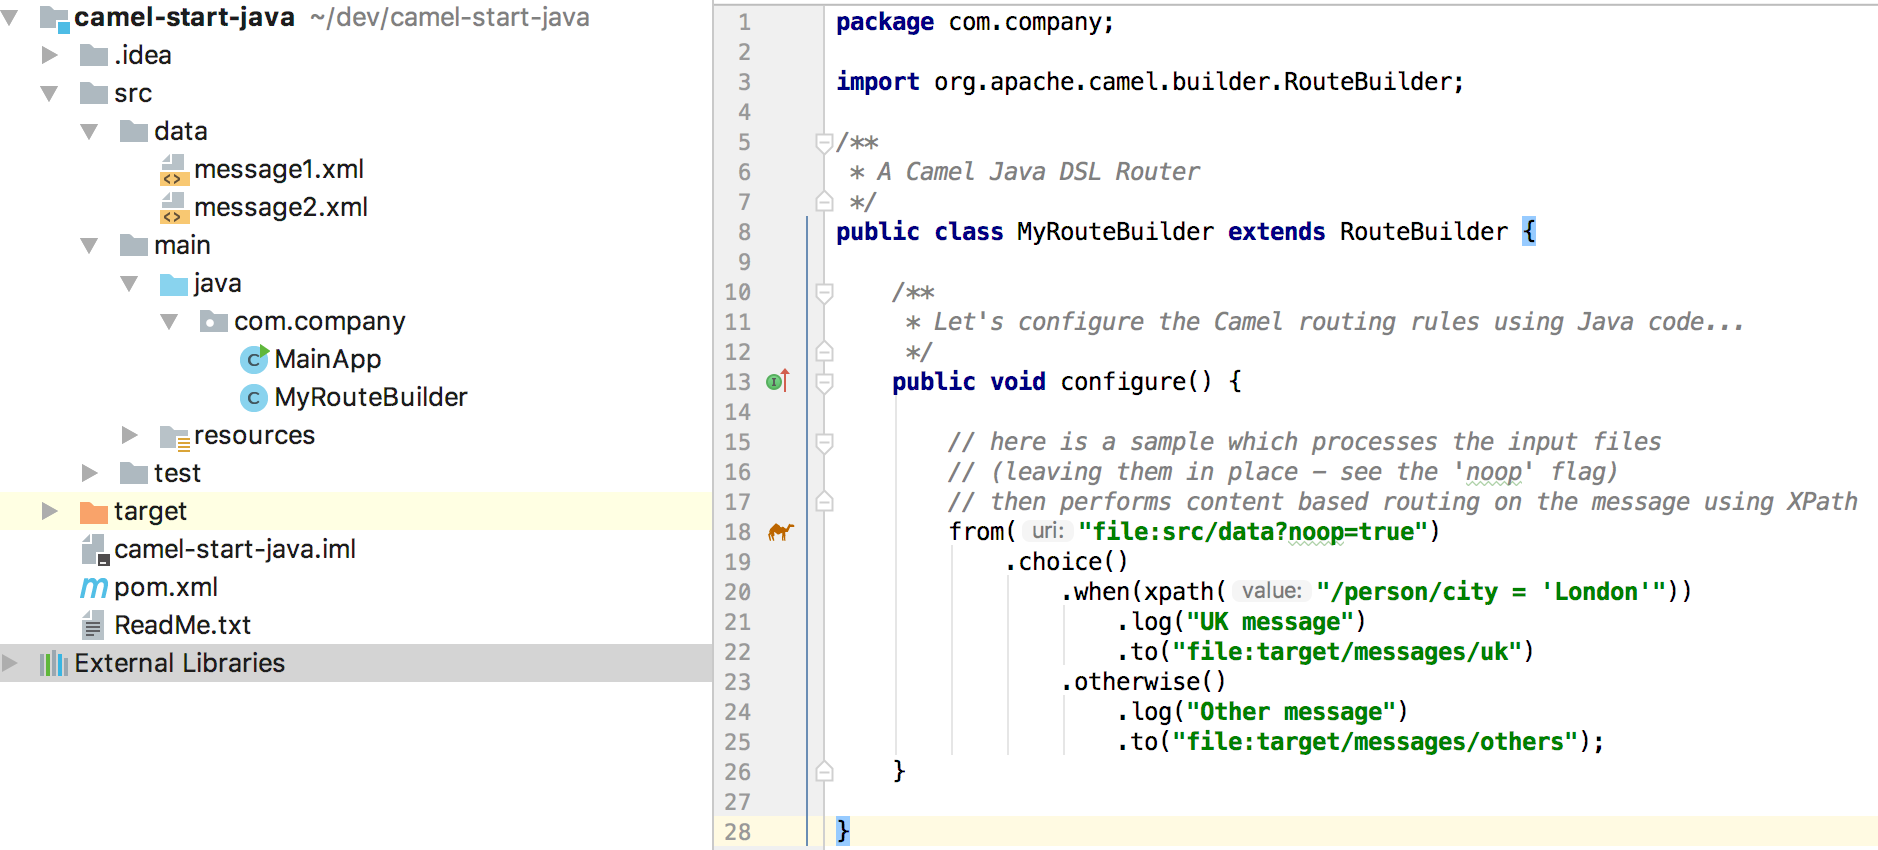 camel-start-java ~/dev/camel-start-java
.idea
src
data
message1.xml
message2.xml
main
java
com.company
MainApp
MyRouteBuilder
resources
test
target
camel-start-java.iml
pom.xml
ReadMe.txt
External Libraries
1 package com.company;
2
3 import org.apache.camel.builder.RouteBuilder;
4
5 /**
6 * A Camel Java DSL Router
7 */
8 public class MyRouteBuilder extends RouteBuilder {
9
10 /**
11 * Let's configure the Camel routing rules using Java code...
12 */
13 public void configure() {
14
15 // here is a sample which processes the input files
16 // (leaving them in place – see the 'noop' flag)
17 // then performs content based routing on the message using XPath
18 from( uri: "file:src/data?noop=true")
19 .choice()
20 .when(xpath( value: "/person/city = 'London'"))
21 .log("UK message")
22 .to("file:target/messages/uk")
23 .otherwise()
24 .log("Other message")
25 .to("file:target/messages/others");
26 }
27
28 }